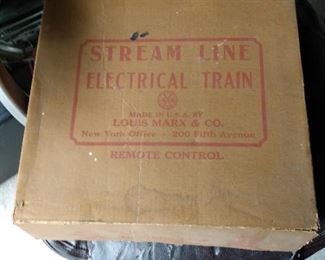 STREAM LINE
ELECTRICAL TRAIN
MADE IN U.S.A. BY
LOUIS MARX & CO.
New York Office - 200 Fifth Avenue
REMOTE CONTROL